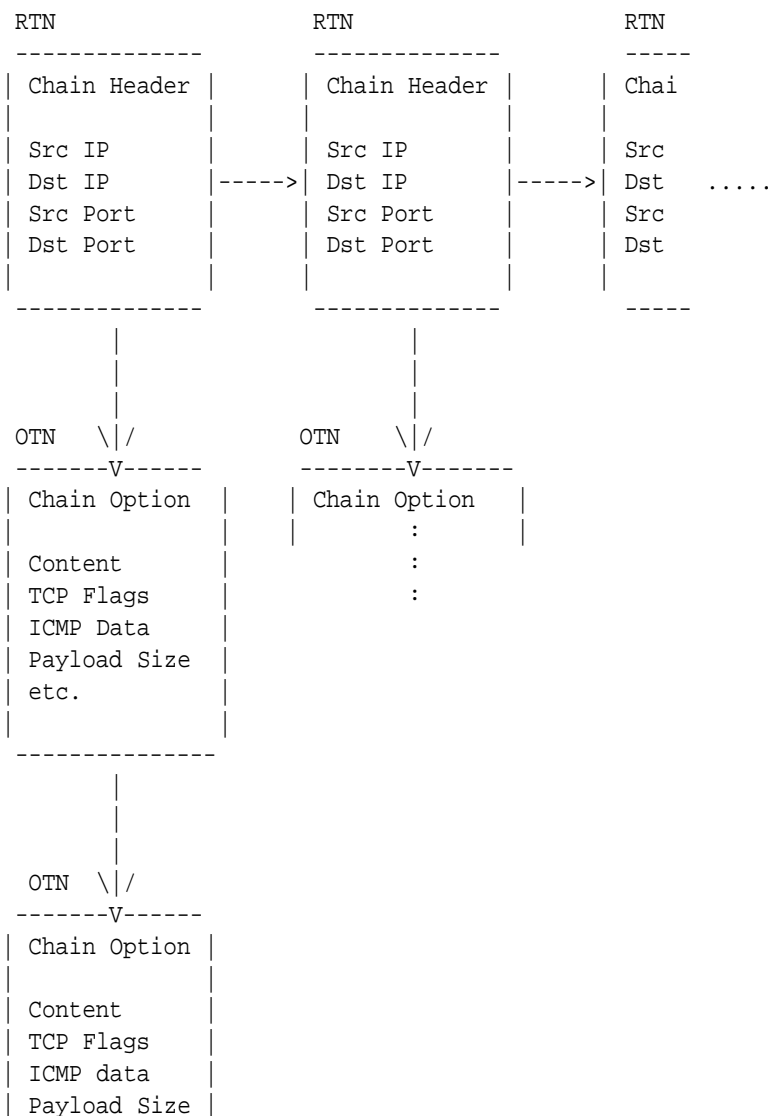 RTN RTN RTN
-------------- -------------- -----
| Chain Header | | Chain Header | | Chai
| | | | |
| Src IP | | Src IP | | Src
| Dst IP |----->| Dst IP |----->| Dst .....
| Src Port | | Src Port | | Src
| Dst Port | | Dst Port | | Dst
| | | | |
-------------- -------------- -----
| |
| |
| |
OTN \|/ OTN \|/
-------V------ --------V-------
| Chain Option | | Chain Option |
| | | : |
| Content | :
| TCP Flags | :
| ICMP Data |
| Payload Size |
| etc. |
| |
---------------
|
|
|
OTN \|/
-------V------
| Chain Option |
| |
| Content |
| TCP Flags |
| ICMP data |
| Payload Size |